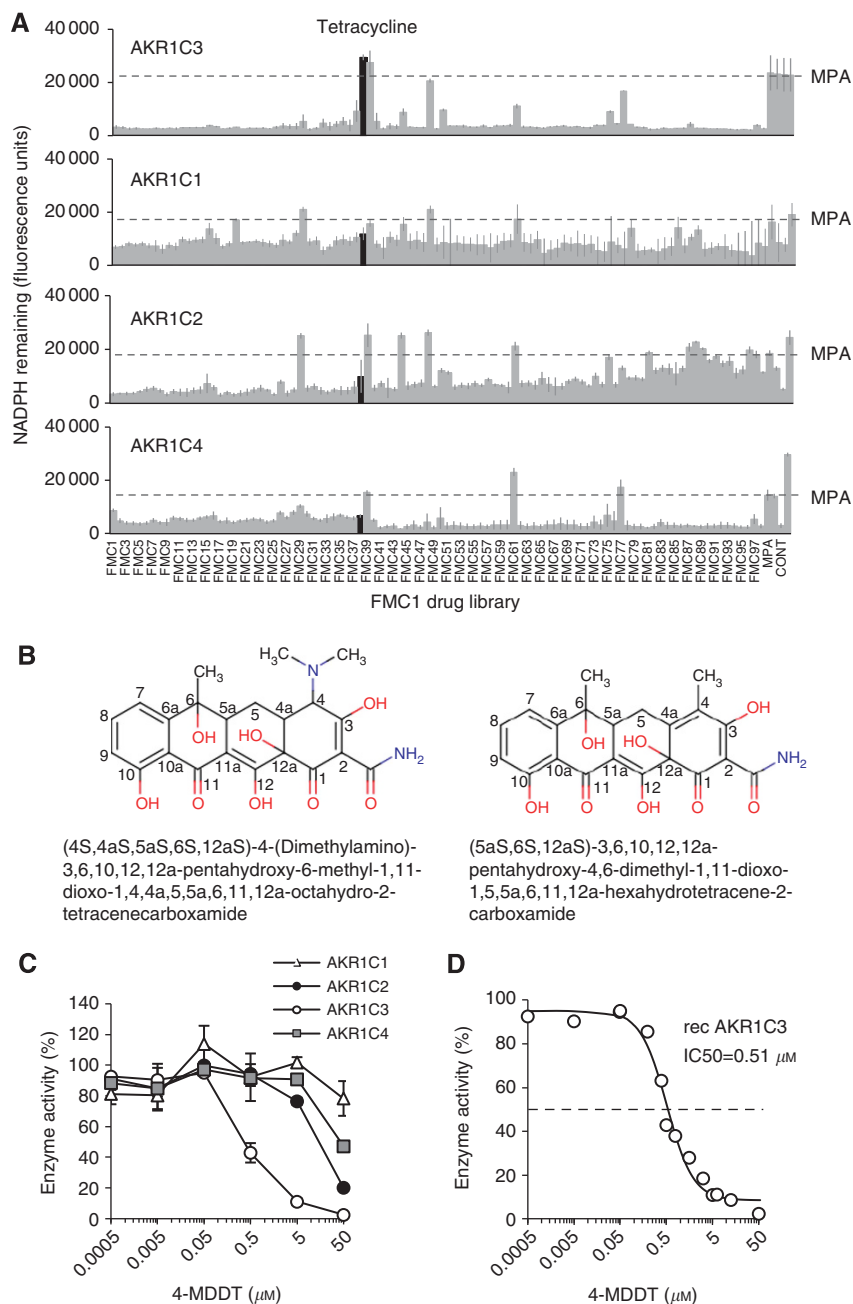 A
Tetracycline
NADPH remaining (fluorescence units)
40 000
20 000
0
AKR1C3
MPA
40 000
20 000
0
AKR1C1
MPA
40 000
20 000
0
AKR1C2
MPA
40 000
20 000
0
AKR1C4
MPA
FMC1 FMC3 FMC5 FMC7 FMC9 FMC11 FMC13 FMC15 FMC17 FMC19 FMC21 FMC23 FMC25 FMC27 FMC29 FMC31 FMC33 FMC35 FMC37 FMC39 FMC41 FMC43 FMC45 FMC47 FMC49 FMC51 FMC53 FMC55 FMC57 FMC59 FMC61 FMC63 FMC65 FMC67 FMC69 FMC71 FMC73 FMC75 FMC77 FMC79 FMC81 FMC83 FMC85 FMC87 FMC89 FMC91 FMC93 FMC95 FMC97 MPA CONT
FMC1 drug library
B
H₃C N CH₃
CH₃
7 6 6a 5a 5 4a 4 8
OH
3
OH
HO
9 10a 11a 12a 2 NH₂
10 11 12 1
OH O OH O O
CH₃ CH₃
7 6 6a 5a 5 4a 4 8
OH
3
OH
HO
9 10a 11a 12a 2 NH₂
10 11 12 1
OH O OH O O
(4S,4aS,5aS,6S,12aS)-4-(Dimethylamino)-
3,6,10,12,12a-pentahydroxy-6-methyl-1,11-
dioxo-1,4,4a,5,5a,6,11,12a-octahydro-2-
tetracenecarboxamide
(5aS,6S,12aS)-3,6,10,12,12a-
pentahydroxy-4,6-dimethyl-1,11-dioxo-
1,5,5a,6,11,12a-hexahydrotetracene-2-
carboxamide
C
AKR1C1
AKR1C2
AKR1C3
AKR1C4
Enzyme activity (%)
140
120
100
80
60
40
20
0
0.0005 0.005 0.05 0.5 5 50
4-MDDT (μM)
D
Enzyme activity (%)
100
80
60
40
20
0
rec AKR1C3
IC50=0.51 μM
0.0005 0.005 0.05 0.5 5 50
4-MDDT (μM)